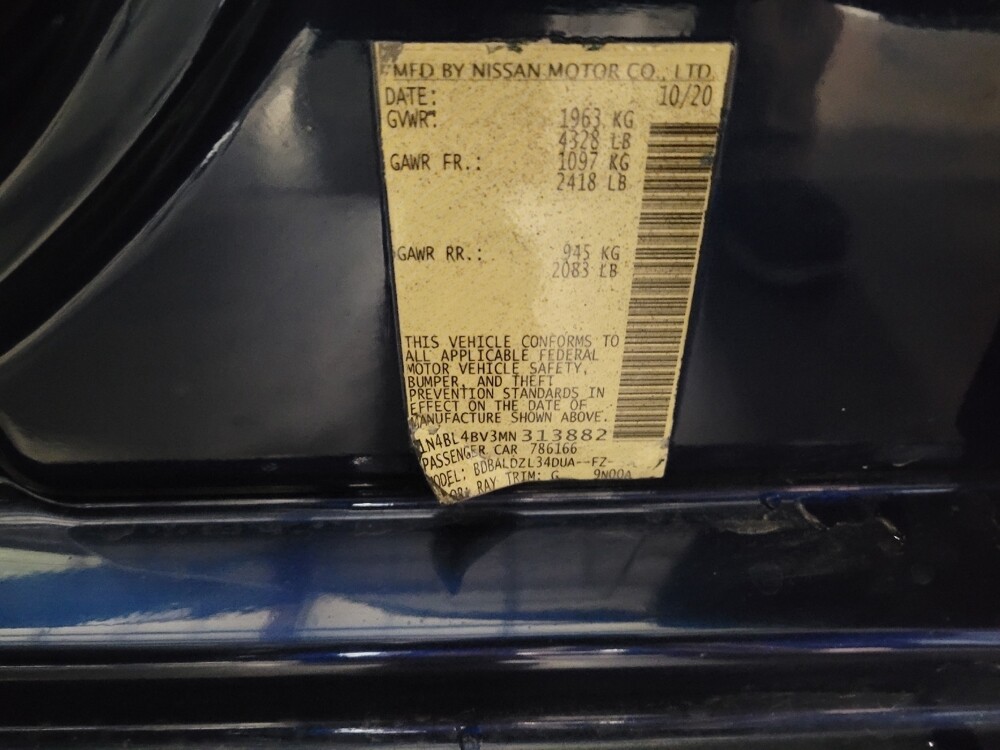 MFD BY NISSAN MOTOR CO., LTD.
DATE: 10/20
GVWR: 1963 KG
4328 LB
GAWR FR.: 1097 KG
2418 LB
GAWR RR.: 945 KG
2083 LB
THIS VEHICLE CONFORMS TO
ALL APPLICABLE FEDERAL
MOTOR VEHICLE SAFETY,
BUMPER, AND THEFT
PREVENTION STANDARDS IN
EFFECT ON THE DATE OF
MANUFACTURE SHOWN ABOVE.
1N4BL4BV3MN313882
PASSENGER CAR 786166
MODEL: BDBALDZL34DUA--FZ-
RAY TRIM: G 9N00A